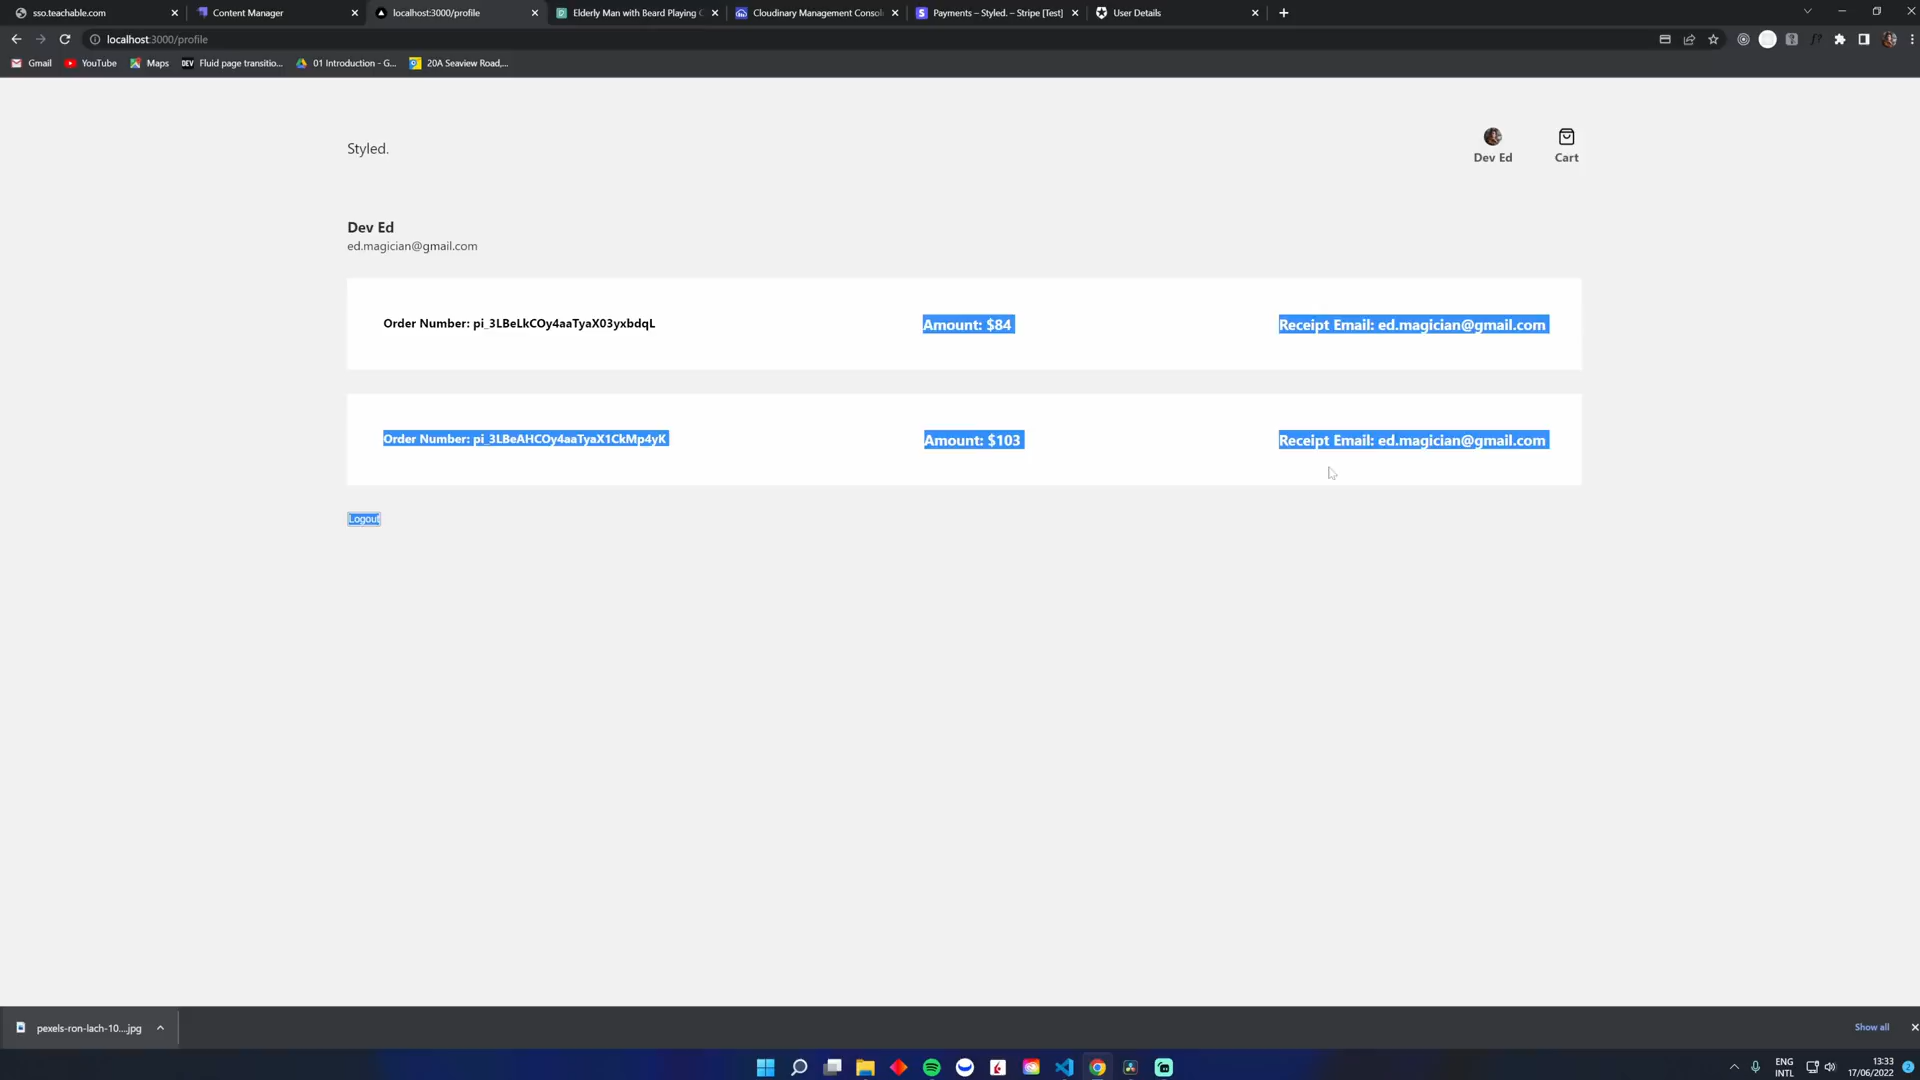 sso.teachable.com
Content Manager
localhost:3000/profile
Elderly Man with Beard Playing
Cloudinary Management Consol
Payments – Styled. – Stripe [Test]
User Details
localhost:3000/profile
Gmail
YouTube
Maps
DEV
Fluid page transitio...
01 Introduction - G...
20A Seaview Road,...
Styled.
Dev Ed
Cart
Dev Ed
ed.magician@gmail.com
Order Number: pi_3LBeLkCOy4aaTyaX03yxbdqL
Amount: $84
Receipt Email: ed.magician@gmail.com
Order Number: pi_3LBeAHCOy4aaTyaX1CkMp4yK
Amount: $103
Receipt Email: ed.magician@gmail.com
Logout
pexels-ron-lach-10....jpg
Show all
ENG
INTL
13:33
17/06/2022
2